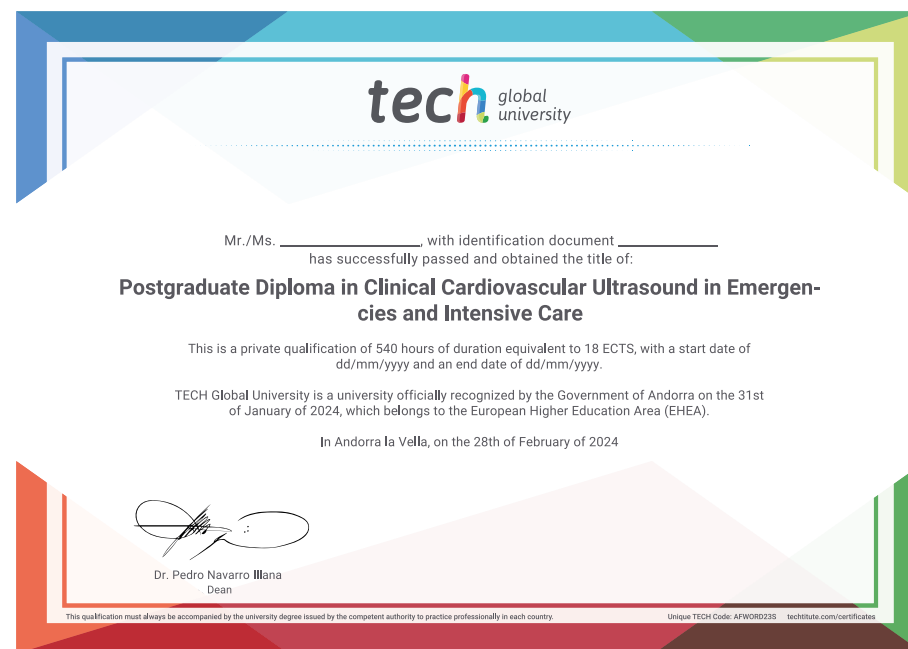 tech global
university
Mr./Ms. ____________________, with identification document ______________
has successfully passed and obtained the title of:
Postgraduate Diploma in Clinical Cardiovascular Ultrasound in Emergen-
cies and Intensive Care
This is a private qualification of 540 hours of duration equivalent to 18 ECTS, with a start date of
dd/mm/yyyy and an end date of dd/mm/yyyy.
TECH Global University is a university officially recognized by the Government of Andorra on the 31st
of January of 2024, which belongs to the European Higher Education Area (EHEA).
In Andorra la Vella, on the 28th of February of 2024
Dr. Pedro Navarro Illana
Dean
This qualification must always be accompanied by the university degree issued by the competent authority to practice professionally in each country. Unique TECH Code: AFWORD23S techtitute.com/certificates